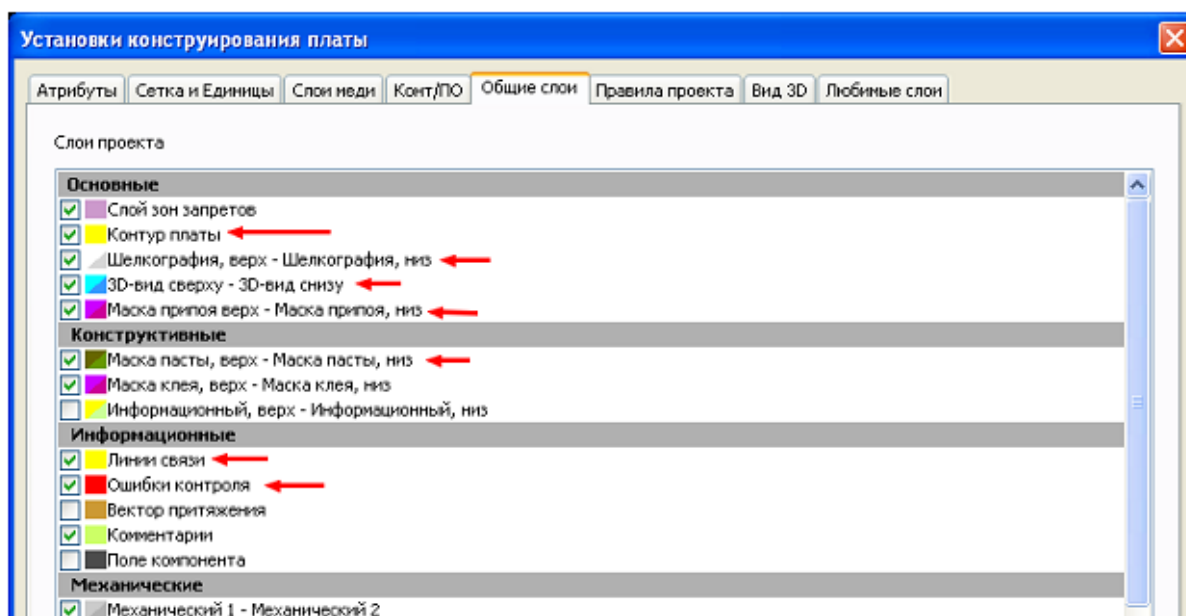 Установки конструирования платы
Атрибуты Сетка и Единицы Слои меди Конт/ПО Общие слои Правила проекта Вид 3D Любимые слои
Слои проекта
Основные
Слой зон запретов
Контур платы
Шелкография, верх - Шелкография, низ
3D-вид сверху - 3D-вид снизу
Маска припоя верх - Маска припоя, низ
Конструктивные
Маска пасты, верх - Маска пасты, низ
Маска клея, верх - Маска клея, низ
Информационный, верх - Информационный, низ
Информационные
Линии связи
Ошибки контроля
Вектор притяжения
Комментарии
Поле компонента
Механические
Механический 1 - Механический 2